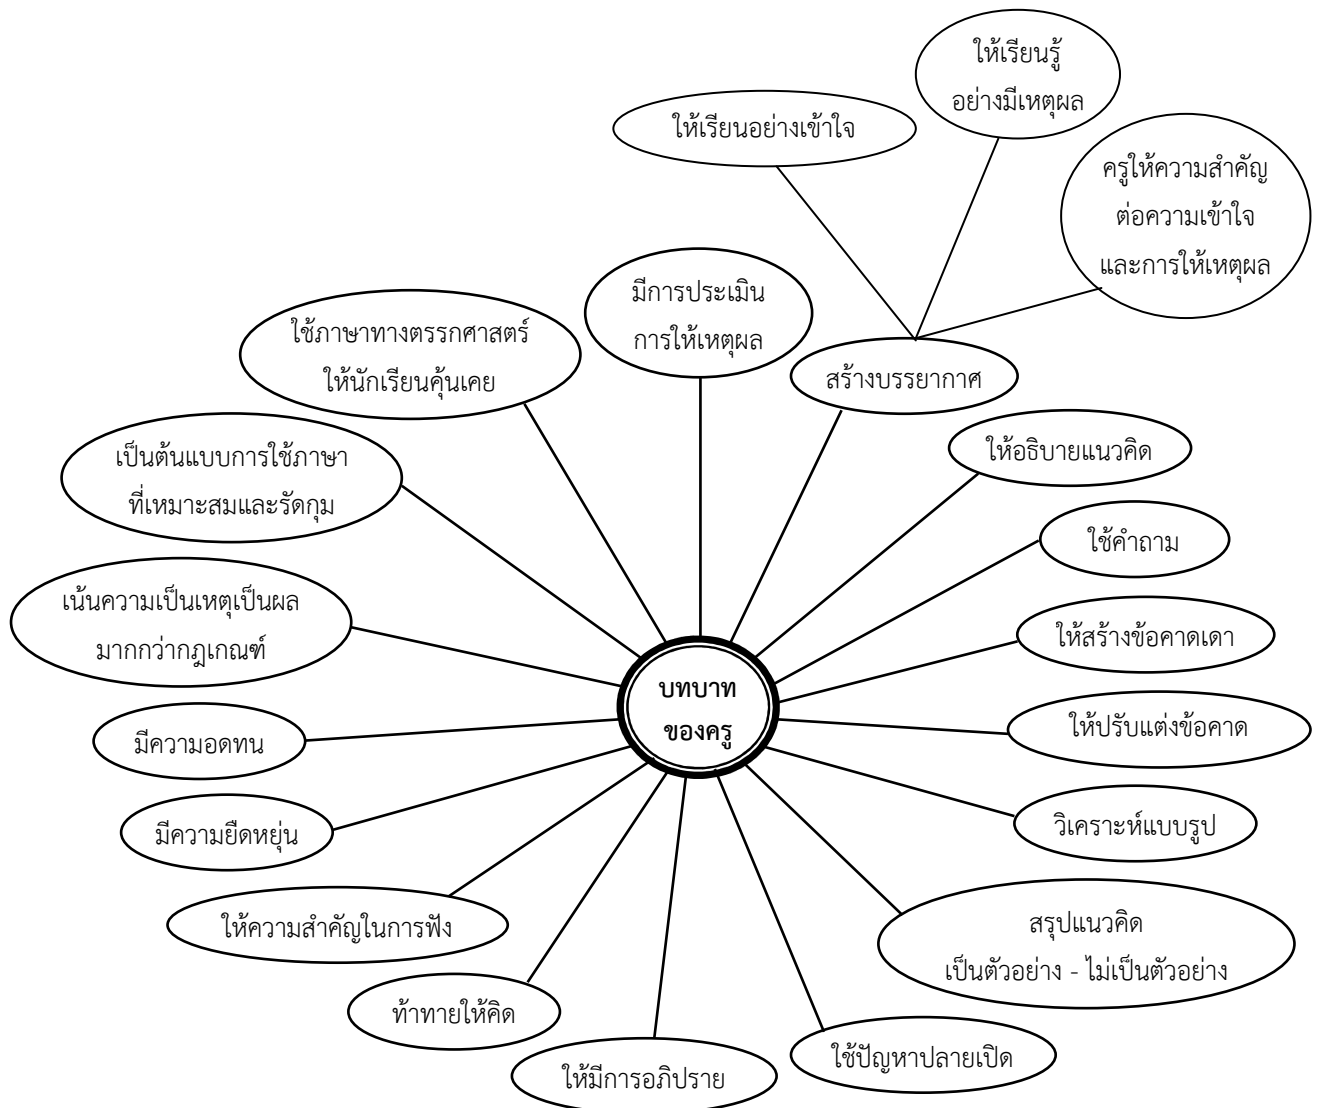 ให้เรียนรู้
อย่างมีเหตุผล
ให้เรียนอย่างเข้าใจ
ครูให้ความสำคัญ
ต่อความเข้าใจ
และการให้เหตุผล
มีการประเมิน
การให้เหตุผล
ใช้ภาษาทางตรรกศาสตร์
ให้นักเรียนคุ้นเคย
สร้างบรรยากาศ
ให้อธิบายแนวคิด
เป็นต้นแบบการใช้ภาษา
ที่เหมาะสมและรัดกุม
ใช้คำถาม
เน้นความเป็นเหตุเป็นผล
มากกว่ากฎเกณฑ์
ให้สร้างข้อคาดเดา
บทบาท
ของครู
มีความอดทน
ให้ปรับแต่งข้อคาด
มีความยืดหยุ่น
วิเคราะห์แบบรูป
ให้ความสำคัญในการฟัง
สรุปแนวคิด
เป็นตัวอย่าง - ไม่เป็นตัวอย่าง
ท้าทายให้คิด
ใช้ปัญหาปลายเปิด
ให้มีการอภิปราย